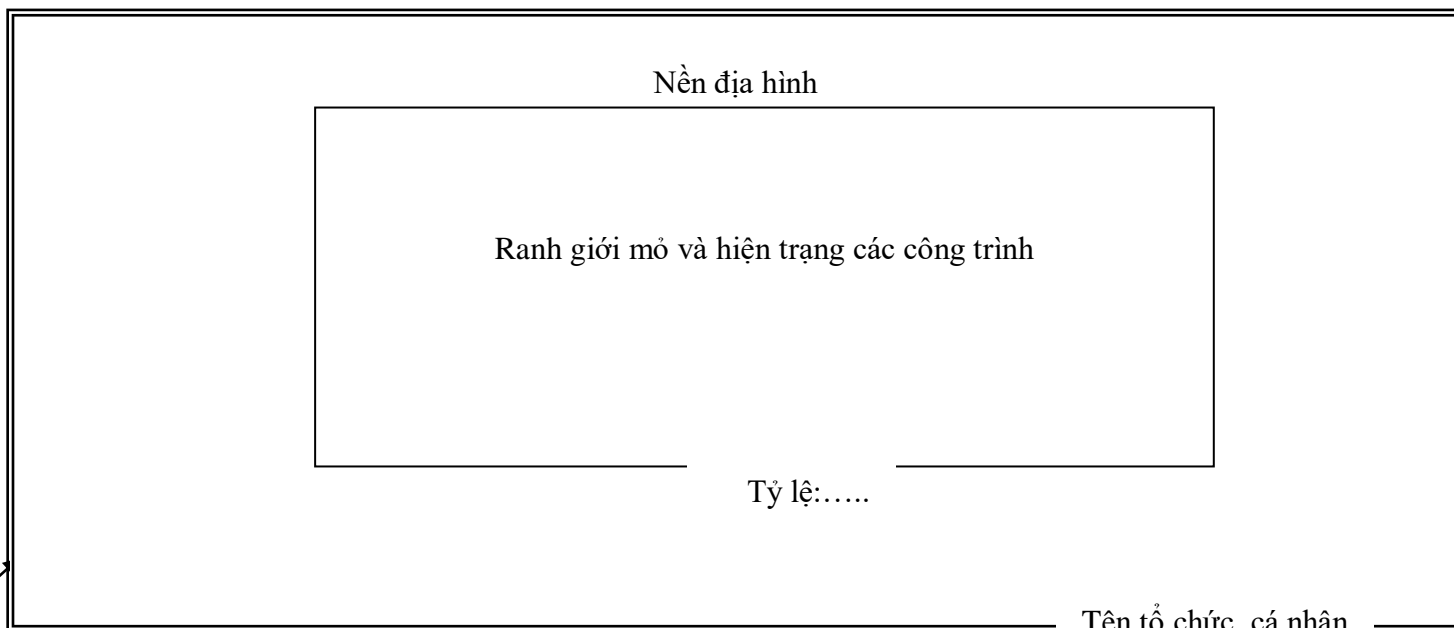 Nền địa hình
Ranh giới mỏ và hiện trạng các công trình
Tỷ lệ:…..
Tên tổ chức, cá nhân